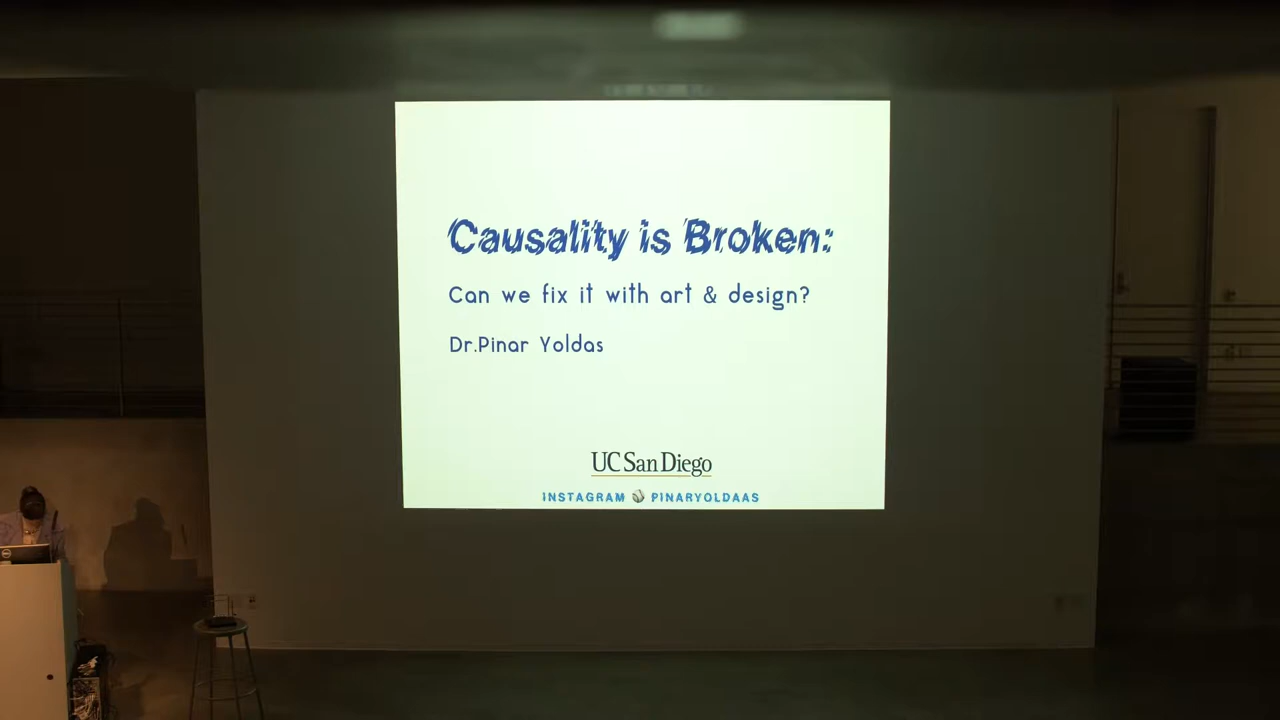 Causality is Broken:
Can we fix it with art & design?
Dr.Pinar Yoldas
UC San Diego
INSTAGRAM PINARYOLDAAS